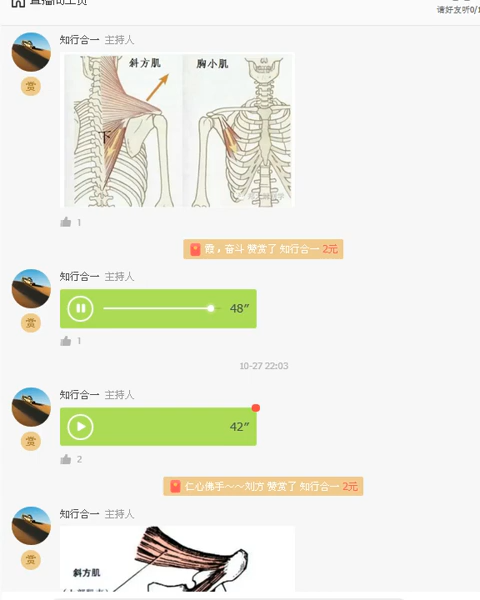 直播间主页
请好友听0/1
知行合一 主持人
赏
斜方肌
胸小肌
下
1
霞，奋斗 赞赏了 知行合一 2元
知行合一 主持人
赏
48″
1
10-27 22:03
知行合一 主持人
赏
42″
2
仁心佛手～～刘方 赞赏了 知行合一 2元
知行合一 主持人
赏
斜方肌